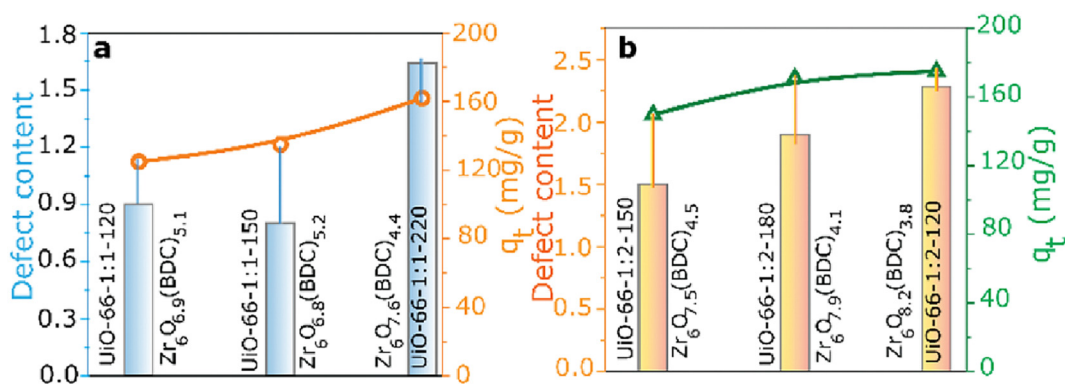 a
1.8
1.5
1.2
0.9
0.6
0.3
0.0
Defect content
UiO-66-1:1-120
Zr6O6.9(BDC)5.1
UiO-66-1:1-150
Zr6O6.8(BDC)5.2
Zr6O7.6(BDC)4.4
UiO-66-1:1-220
200
160
120
80
40
0
qt (mg/g)
b
2.5
2.0
1.5
1.0
0.5
0.0
Defect content
UiO-66-1:2-150
Zr6O7.5(BDC)4.5
UiO-66-1:2-180
Zr6O7.9(BDC)4.1
Zr6O8.2(BDC)3.8
UiO-66-1:2-120
200
160
120
80
40
0
qt (mg/g)